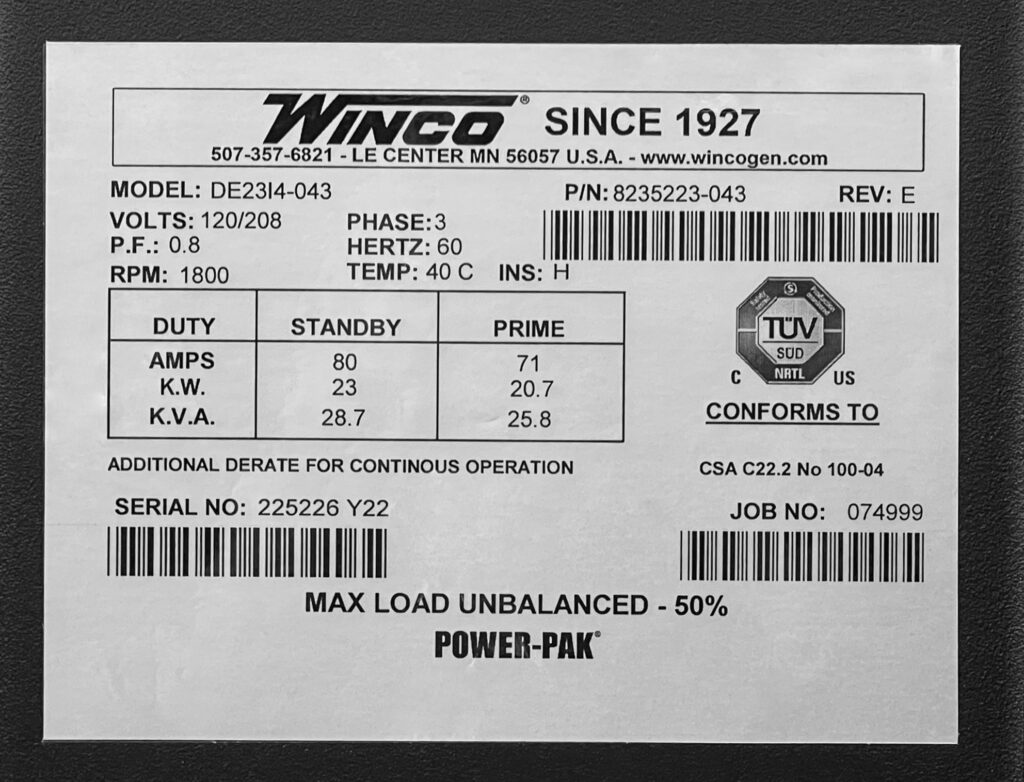 WINCO® SINCE 1927
507-357-6821 - LE CENTER MN 56057 U.S.A. - www.wincogen.com
MODEL: DE23I4-043 P/N: 8235223-043 REV: E
VOLTS: 120/208 PHASE: 3
P.F.: 0.8 HERTZ: 60
RPM: 1800 TEMP: 40 C INS: H
DUTY STANDBY PRIME
AMPS 80 71
K.W. 23 20.7
K.V.A. 28.7 25.8
S
TÜV
SÜD
NRTL
C US
CONFORMS TO
ADDITIONAL DERATE FOR CONTINOUS OPERATION
CSA C22.2 No 100-04
SERIAL NO: 225226 Y22 JOB NO: 074999
MAX LOAD UNBALANCED - 50%
POWER-PAK®